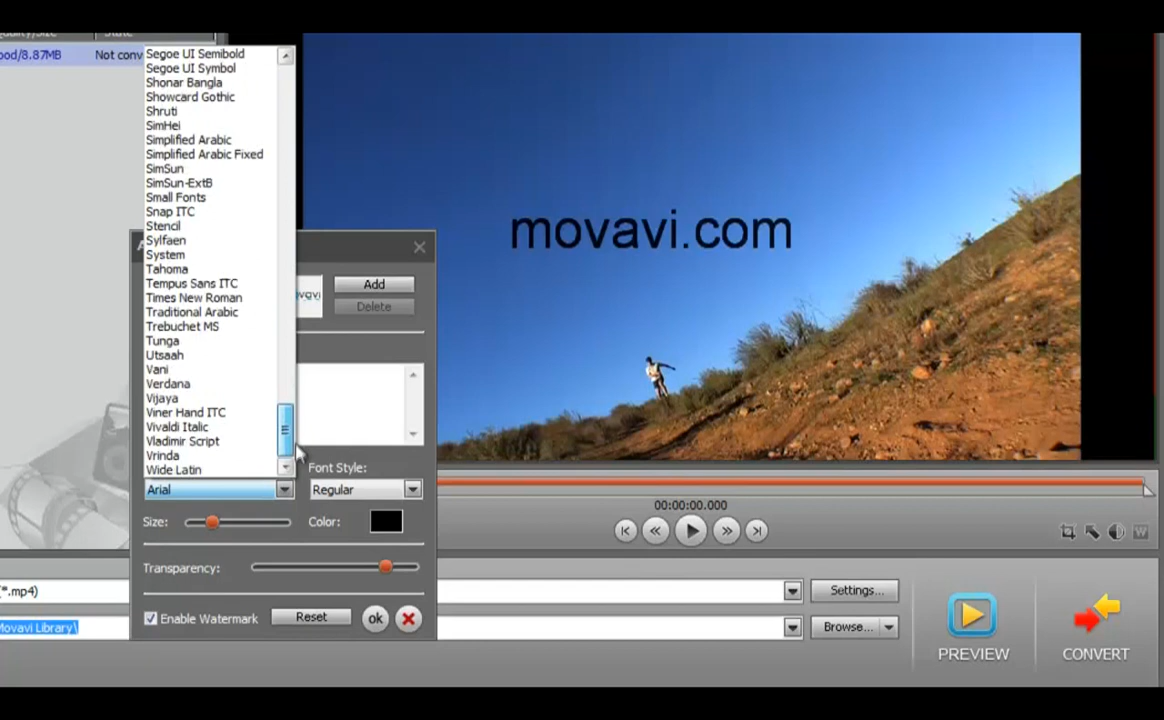 ood/8.87MB
Not conv
Segoe UI Semibold
Segoe UI Symbol
Shonar Bangla
Showcard Gothic
Shruti
SimHei
Simplified Arabic
Simplified Arabic Fixed
SimSun
SimSun-ExtB
Small Fonts
Snap ITC
Stencil
Sylfaen
System
Tahoma
Tempus Sans ITC
Times New Roman
Traditional Arabic
Trebuchet MS
Tunga
Utsaah
Vani
Verdana
Vijaya
Viner Hand ITC
Vivaldi Italic
Vladimir Script
Vrinda
Wide Latin
Arial
Add
Delete
Font Style:
Regular
Size:
Color:
Transparency:
Enable Watermark
Reset
ok
movavi.com
00:00:00.000
W
(*.mp4)
Settings...
Movavi Library\
Browse...
PREVIEW
CONVERT